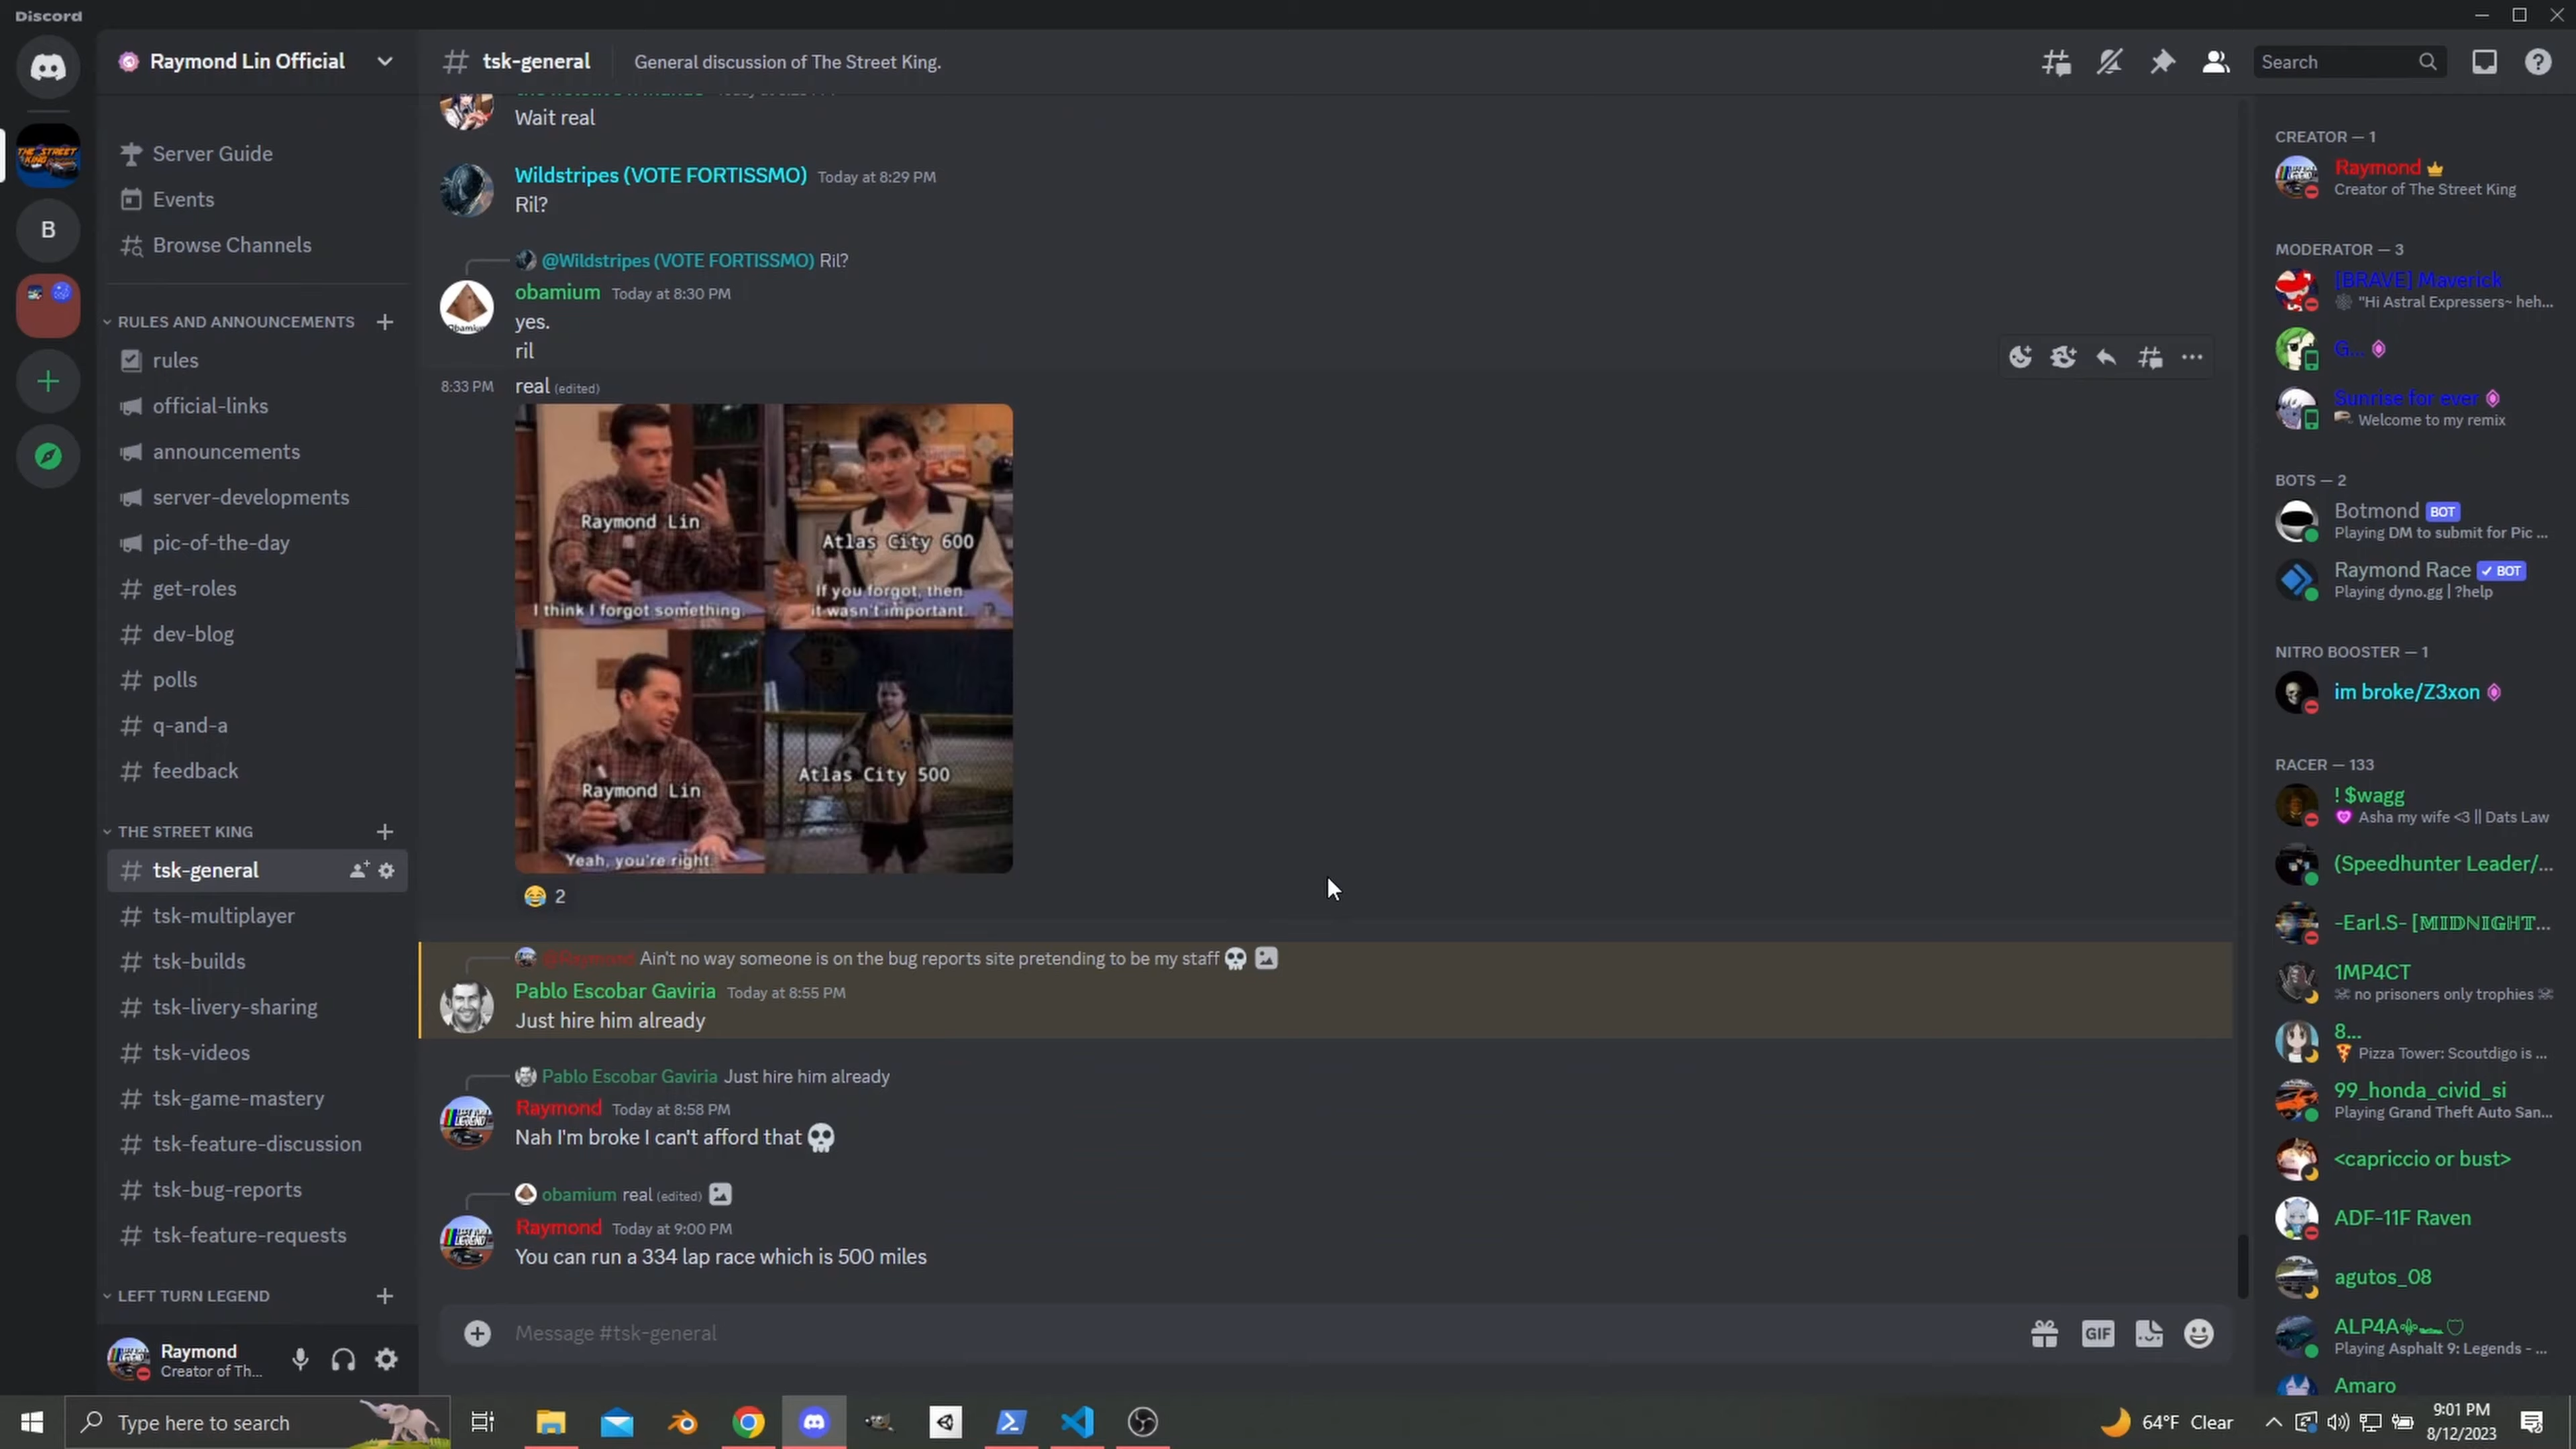 Discord
Raymond Lin Official
Server Guide
Events
Browse Channels
RULES AND ANNOUNCEMENTS
rules
official-links
announcements
server-developments
pic-of-the-day
get-roles
dev-blog
polls
q-and-a
feedback
THE STREET KING
tsk-general
tsk-multiplayer
tsk-builds
tsk-livery-sharing
tsk-videos
tsk-game-mastery
tsk-feature-discussion
tsk-bug-reports
tsk-feature-requests
LEFT TURN LEGEND
Raymond
Creator of Th...
THE STREET
KING
B
tsk-general
General discussion of The Street King.
Search
Wait real
Wildstripes (VOTE FORTISSMO) Today at 8:29 PM
Ril?
@Wildstripes (VOTE FORTISSMO) Ril?
obamium Today at 8:30 PM
yes.
ril
8:33 PM real (edited)
Raymond Lin
I think I forgot something.
Atlas City 600
If you forgot, then
it wasn't important.
Raymond Lin
Yeah, you're right.
Atlas City 500
😂 2
@Raymond Ain't no way someone is on the bug reports site pretending to be my staff 💀
Pablo Escobar Gaviria Today at 8:55 PM
Just hire him already
Pablo Escobar Gaviria Just hire him already
Raymond Today at 8:58 PM
Nah I'm broke I can't afford that 💀
obamium real (edited)
Raymond Today at 9:00 PM
You can run a 334 lap race which is 500 miles
Message #tsk-general
GIF
CREATOR — 1
Raymond
Creator of The Street King
MODERATOR — 3
[BRAVE] Maverick
"Hi Astral Expressers~ heh...
G...
Sunrise for ever
Welcome to my remix
BOTS — 2
Botmond BOT
Playing DM to submit for Pic ...
Raymond Race BOT
Playing dyno.gg | ?help
NITRO BOOSTER — 1
im broke/Z3xon
RACER — 133
! $wagg
Asha my wife <3 || Dats Law
(Speedhunter Leader/...
-Earl.S- [𝕄𝕀𝔻ℕ𝕀𝔾ℍ𝕋...
1MP4CT
☠ no prisoners only trophies ☠
8...
🍕 Pizza Tower: Scoutdigo is ...
99_honda_civid_si
Playing Grand Theft Auto San...
<capriccio or bust>
ADF-11F Raven
agutos_08
ALP4A
Playing Asphalt 9: Legends - ...
Amaro
Type here to search
64°F Clear
9:01 PM
8/12/2023